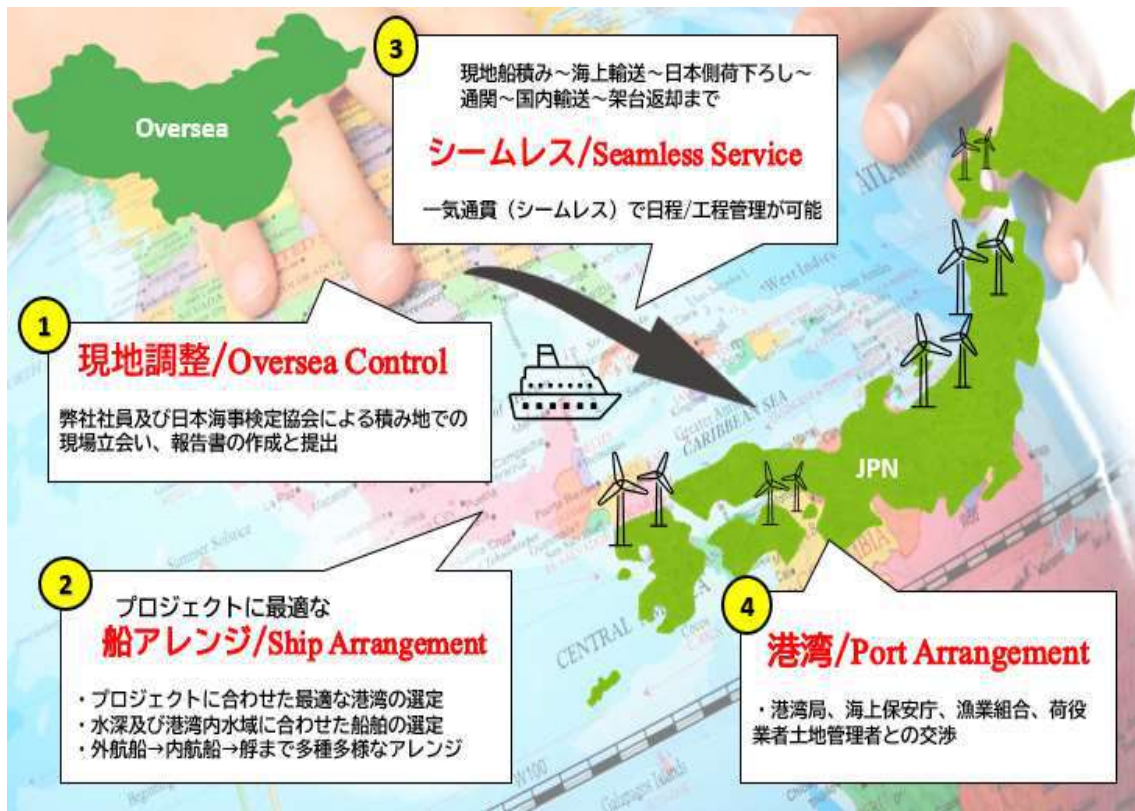 Oversea
3
現地船積み～海上輸送～日本側荷下ろし～
通関～国内輸送～架台返却まで
シームレス/Seamless Service
一気通貫（シームレス）で日程/工程管理が可能
1
現地調整/Oversea Control
弊社社員及び日本海事検定協会による積み地での
現場立会い、報告書の作成と提出
JPN
2
プロジェクトに最適な
船アレンジ/Ship Arrangement
・プロジェクトに合わせた最適な港湾の選定
・水深及び港湾内水域に合わせた船舶の選定
・外航船→内航船→艀まで多種多様なアレンジ
4
港湾/Port Arrangement
・港湾局、海上保安庁、漁業組合、荷役
業者土地管理者との交渉
West Indies
CARIBBEAN SEA
Summer Solstice
CENTRAL
W100